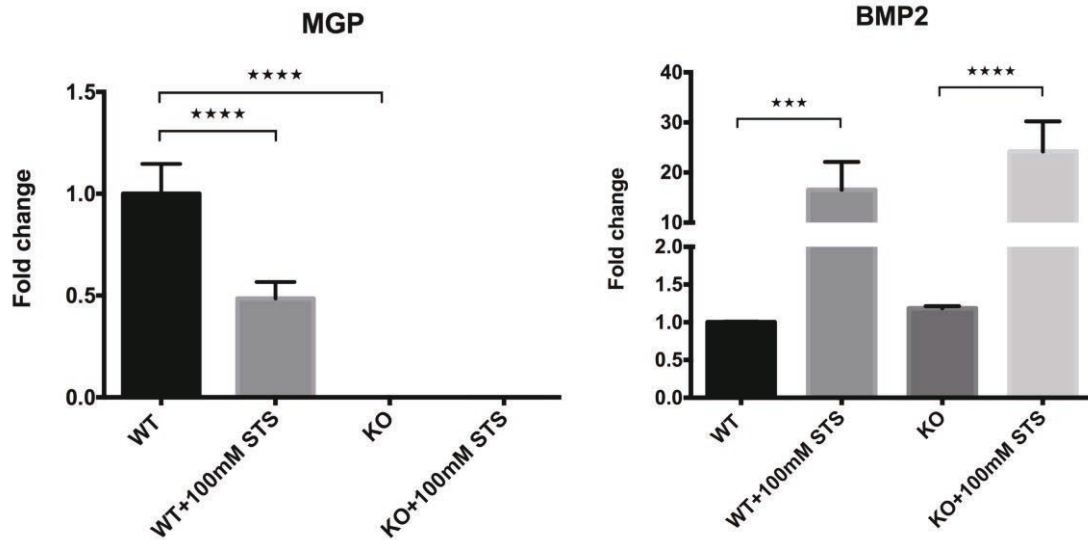 MGP
Fold change
1.5
1.0
0.5
0.0
★★★★
★★★★
WT
WT+100mM STS
KO
KO+100mM STS
BMP2
Fold change
40
30
20
10
2.0
1.5
1.0
0.5
0.0
★★★
★★★★
WT
WT+100mM STS
KO
KO+100mM STS